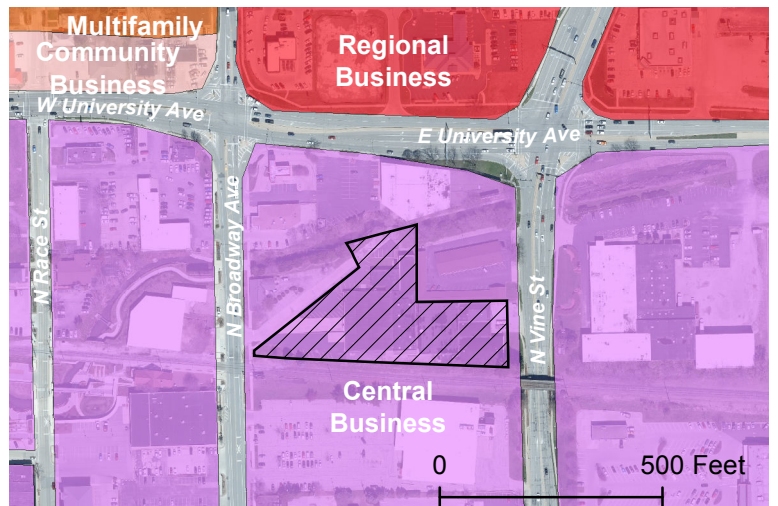 Multifamily
Community
Business
Regional
Business
W University Ave
E University Ave
N Race St
N Broadway Ave
N Vine St
Central
Business
0
500 Feet